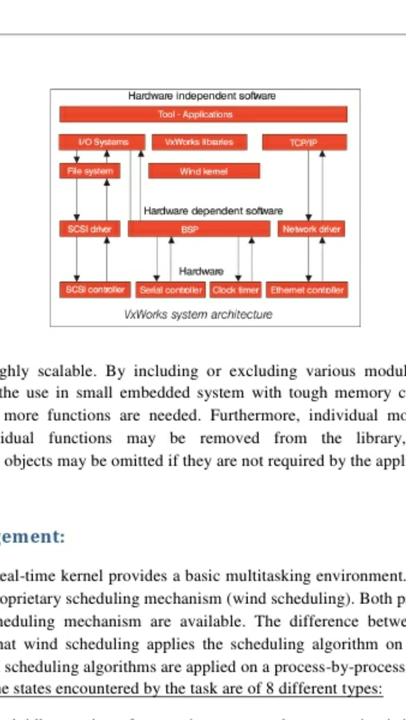 Hardware independent software
Tool - Applications
I/O Systems VxWorks libraries TCP/IP
File system Wind kernel
Hardware dependent software
SCSI driver BSP Network driver
Hardware
SCSI controller Serial controller Clock timer Ethernet controller
VxWorks system architecture
ghly scalable. By including or excluding various modul
the use in small embedded system with tough memory c
more functions are needed. Furthermore, individual mo
vidual functions may be removed from the library,
objects may be omitted if they are not required by the appl
gement:
real-time kernel provides a basic multitasking environment.
oprietary scheduling mechanism (wind scheduling). Both p
heduling mechanism are available. The difference betwe
hat wind scheduling applies the scheduling algorithm on
scheduling algorithms are applied on a process-by-process
he states encountered by the task are of 8 different types: